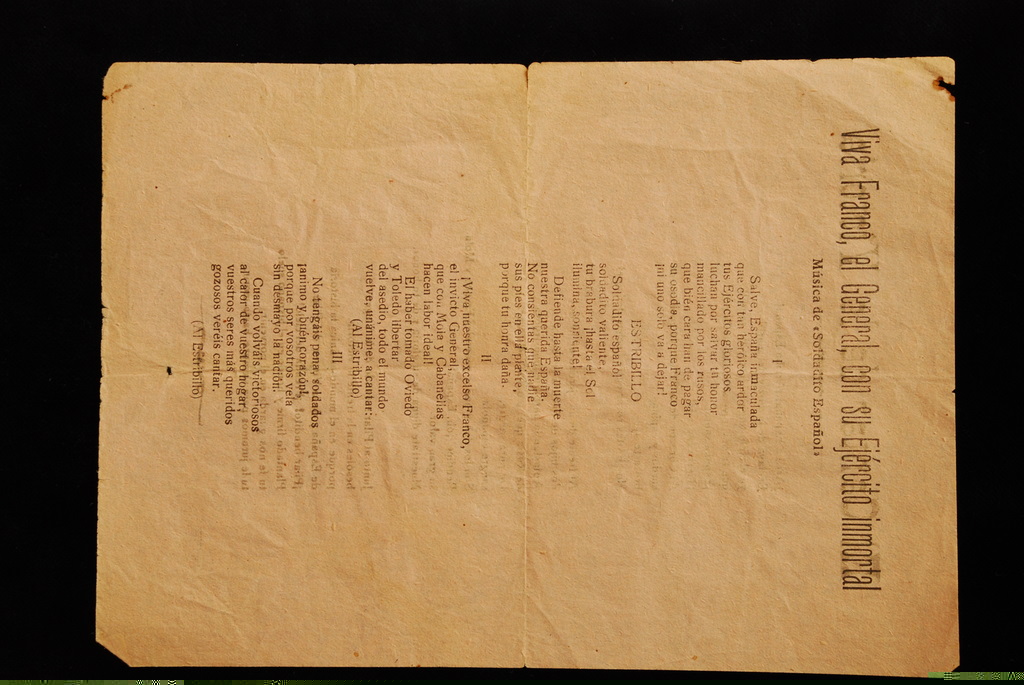 Viva Franco, el General, con su Ejército inmortal
Música de «Soldadito Español»
I
Salve, España inmaculada
que con tan heróico ardor
tus Ejércitos gloriosos
luchan por salvar tu honor
manciliado por los rusos,
que bién cara han de pagar
su osadía, porque Franco
¡ni uno solo va a dejar!
ESTRIBILLO
Soldadito español
soldadito valiente,
tu bravura, hasta el Sol
ilumina, sonriente!
Defiende hasta la muerte
nuestra querida España.
No consientas que nadie
sus pies en ella plante,
porque tu honra daña.
II
¡Viva nuestro excelso Franco,
el invicto General,
que con Mola y Cabanellas
hacen labor ideal!
El haber tomado Oviedo
y Toledo libertar
del asedio, todo el mundo
vuelve, unánime, a cantar:
(Al Estribillo)
III
No tengáis pena, soldados
¡ánimo y buén corazón!,
porque por vosotros vela
sin desmayo la nación.
Cuando volváis victoriosos
al calor de vuestro hogar,
vuestros seres más queridos
gozosos veréis cantar.
(Al Estribillo)